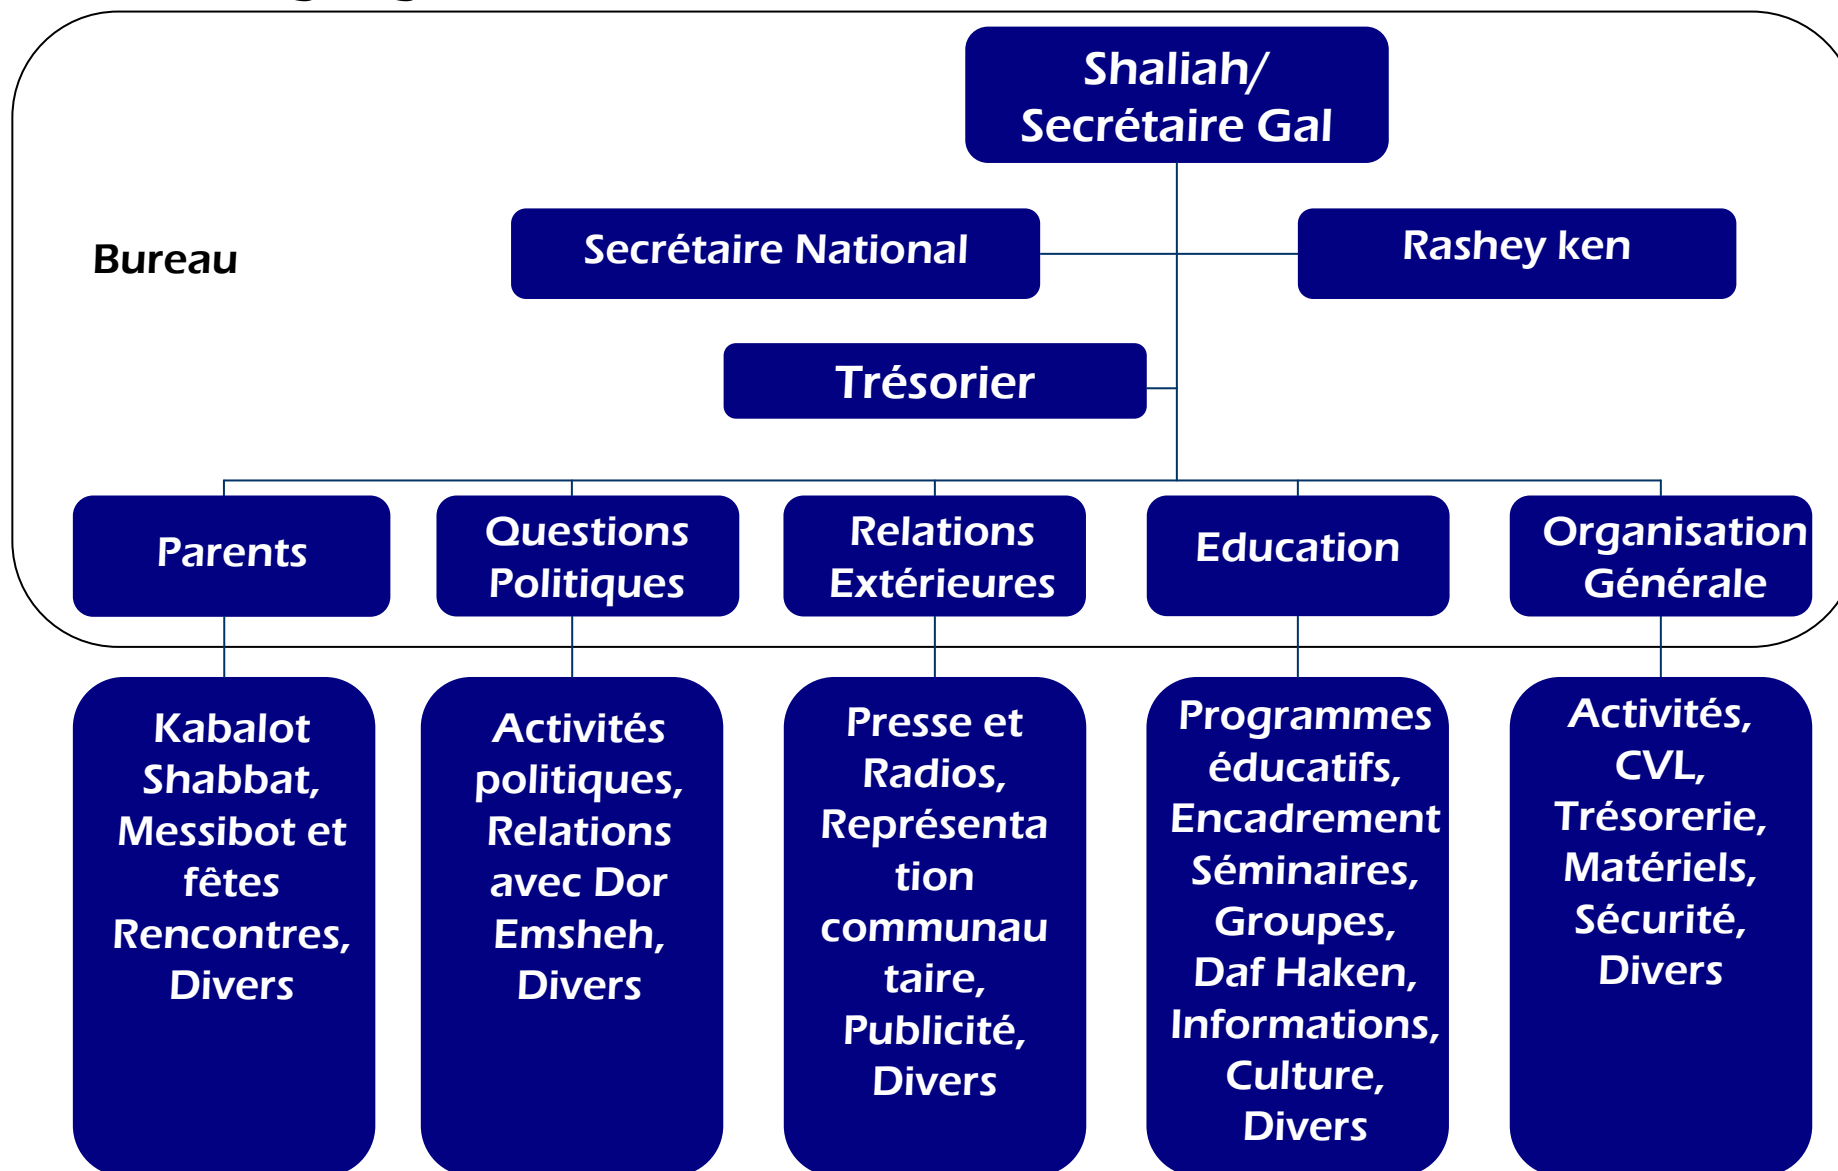 Shaliah/
Secrétaire Gal
Bureau
Secrétaire National
Rashey ken
Trésorier
Parents
Questions
Politiques
Relations
Extérieures
Education
Organisation
Générale
Kabalot
Shabbat,
Messibot et
fêtes
Rencontres,
Divers
Activités
politiques,
Relations
avec Dor
Emsheh,
Divers
Presse et
Radios,
Représenta
tion
communau
taire,
Publicité,
Divers
Programmes
éducatifs,
Encadrement
Séminaires,
Groupes,
Daf Haken,
Informations,
Culture,
Divers
Activités,
CVL,
Trésorerie,
Matériels,
Sécurité,
Divers